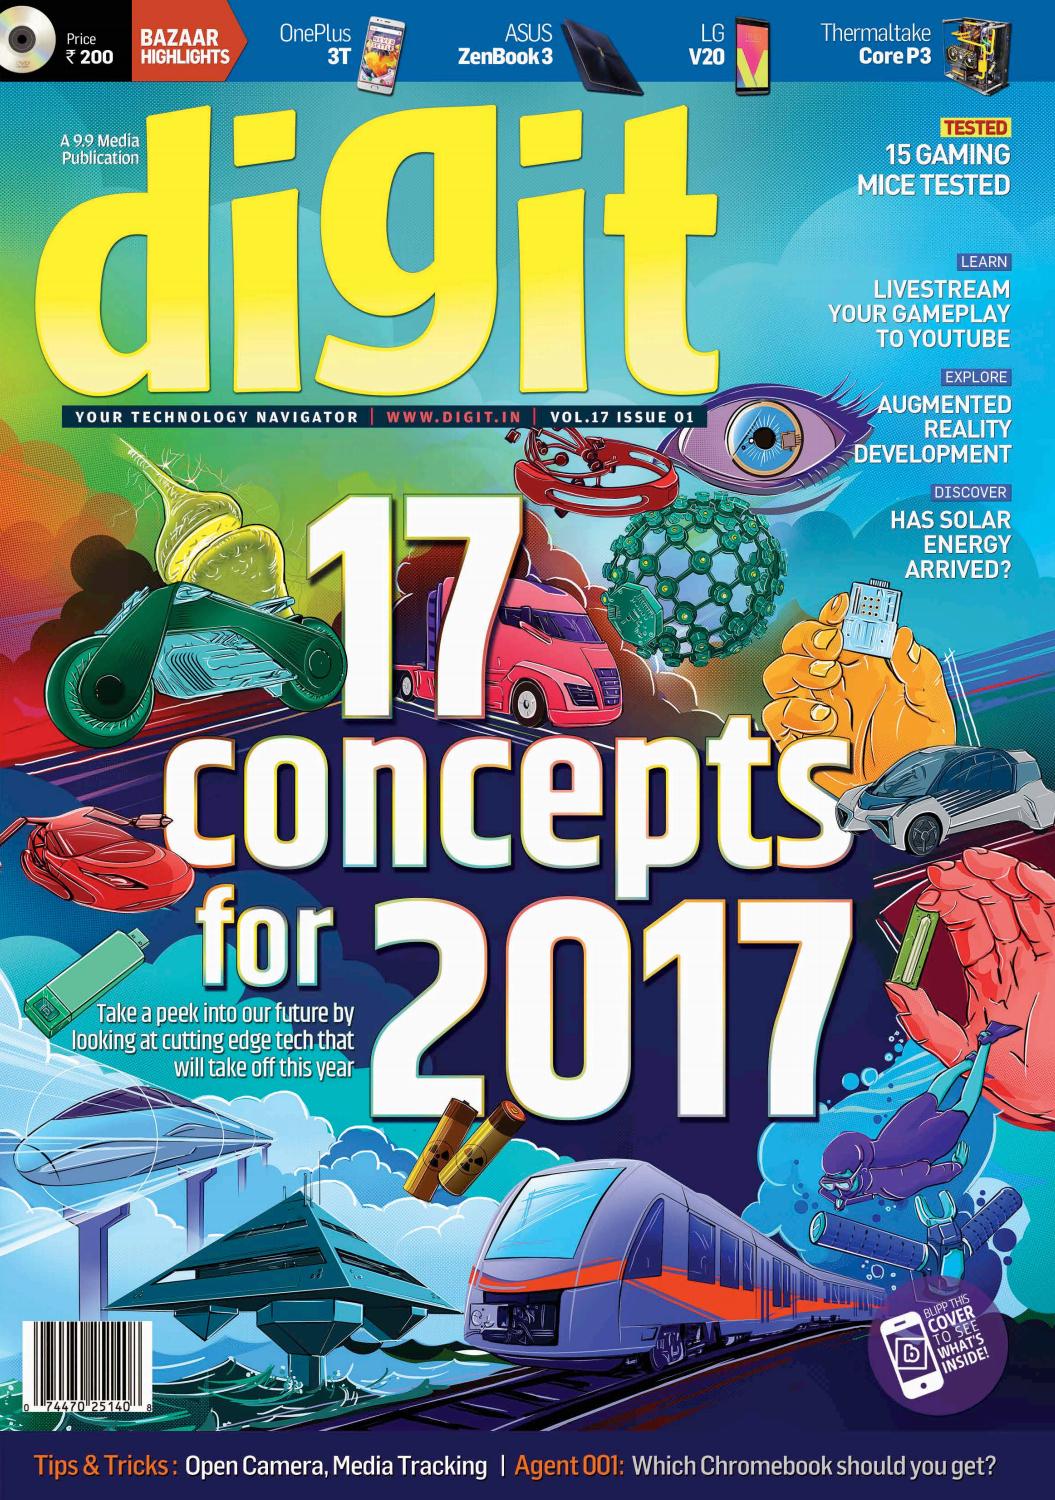 Price
₹ 200
BAZAAR
HIGHLIGHTS
OnePlus
3T
ASUS
ZenBook 3
LG
V20
Thermaltake
Core P3
A 9.9 Media
Publication
digit
YOUR TECHNOLOGY NAVIGATOR | WWW.DIGIT.IN | VOL.17 ISSUE 01
TESTED
15 GAMING
MICE TESTED
LEARN
LIVESTREAM
YOUR GAMEPLAY
TO YOUTUBE
EXPLORE
AUGMENTED
REALITY
DEVELOPMENT
DISCOVER
HAS SOLAR
ENERGY
ARRIVED?
17
concepts
for 2017
Take a peek into our future by
looking at cutting edge tech that
will take off this year
BLIPP THIS
COVER
TO SEE
WHAT'S
INSIDE!
0 74470 25140 8
Tips & Tricks: Open Camera, Media Tracking | Agent 001: Which Chromebook should you get?